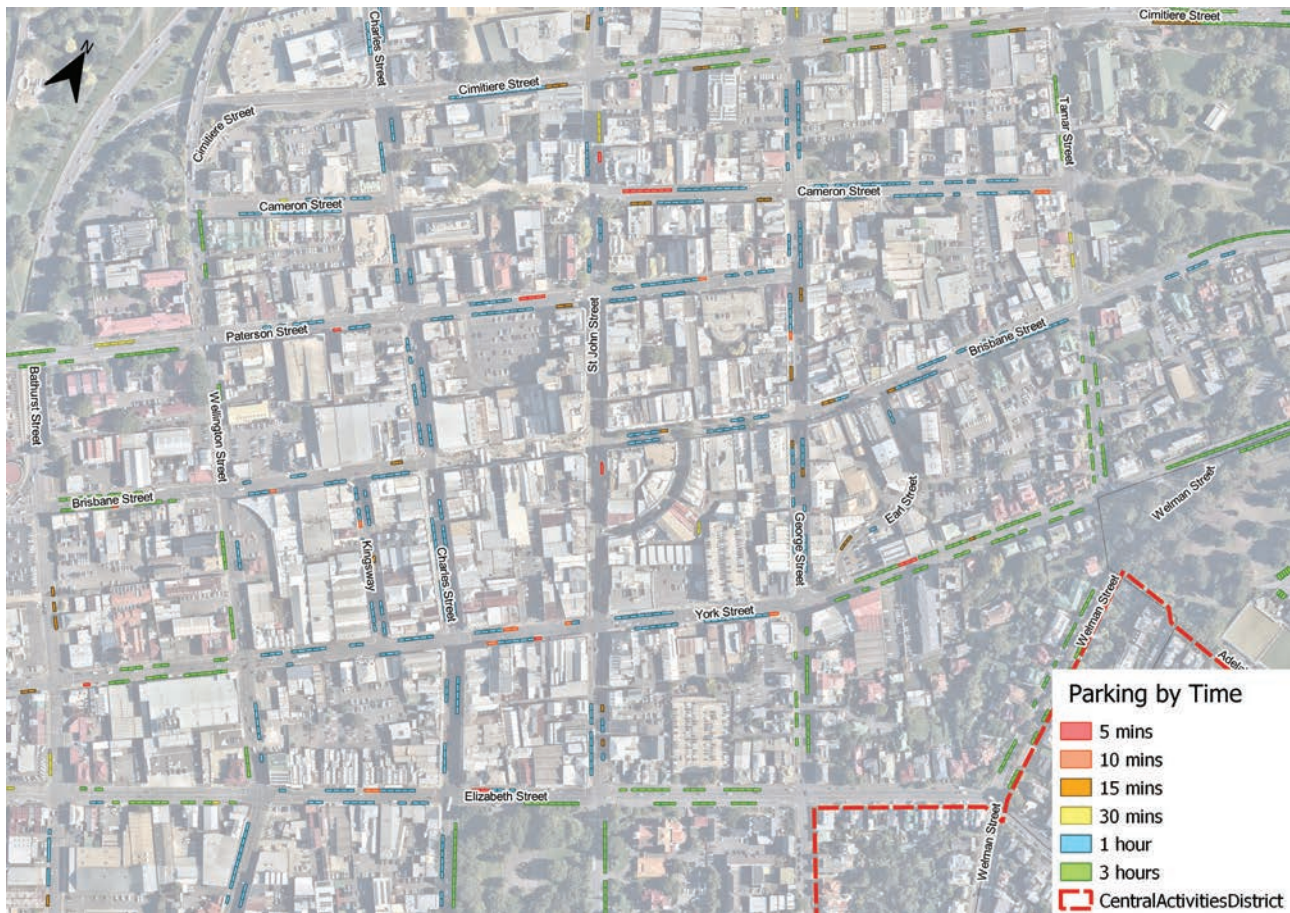 Charles Street
Cimitiere Street
N
Cimitiere Street
Cimitiere Street
Tamar Street
Cameron Street
Cameron Street
Paterson Street
St John Street
Brisbane Street
Bathurst Street
Wellington Street
Brisbane Street
Welman Street
Earl Street
Kingsway
Charles Street
George Street
York Street
Welman Street
Adelai
Elizabeth Street
Welman Street
Parking by Time
5 mins
10 mins
15 mins
30 mins
1 hour
3 hours
CentralActivitiesDistrict